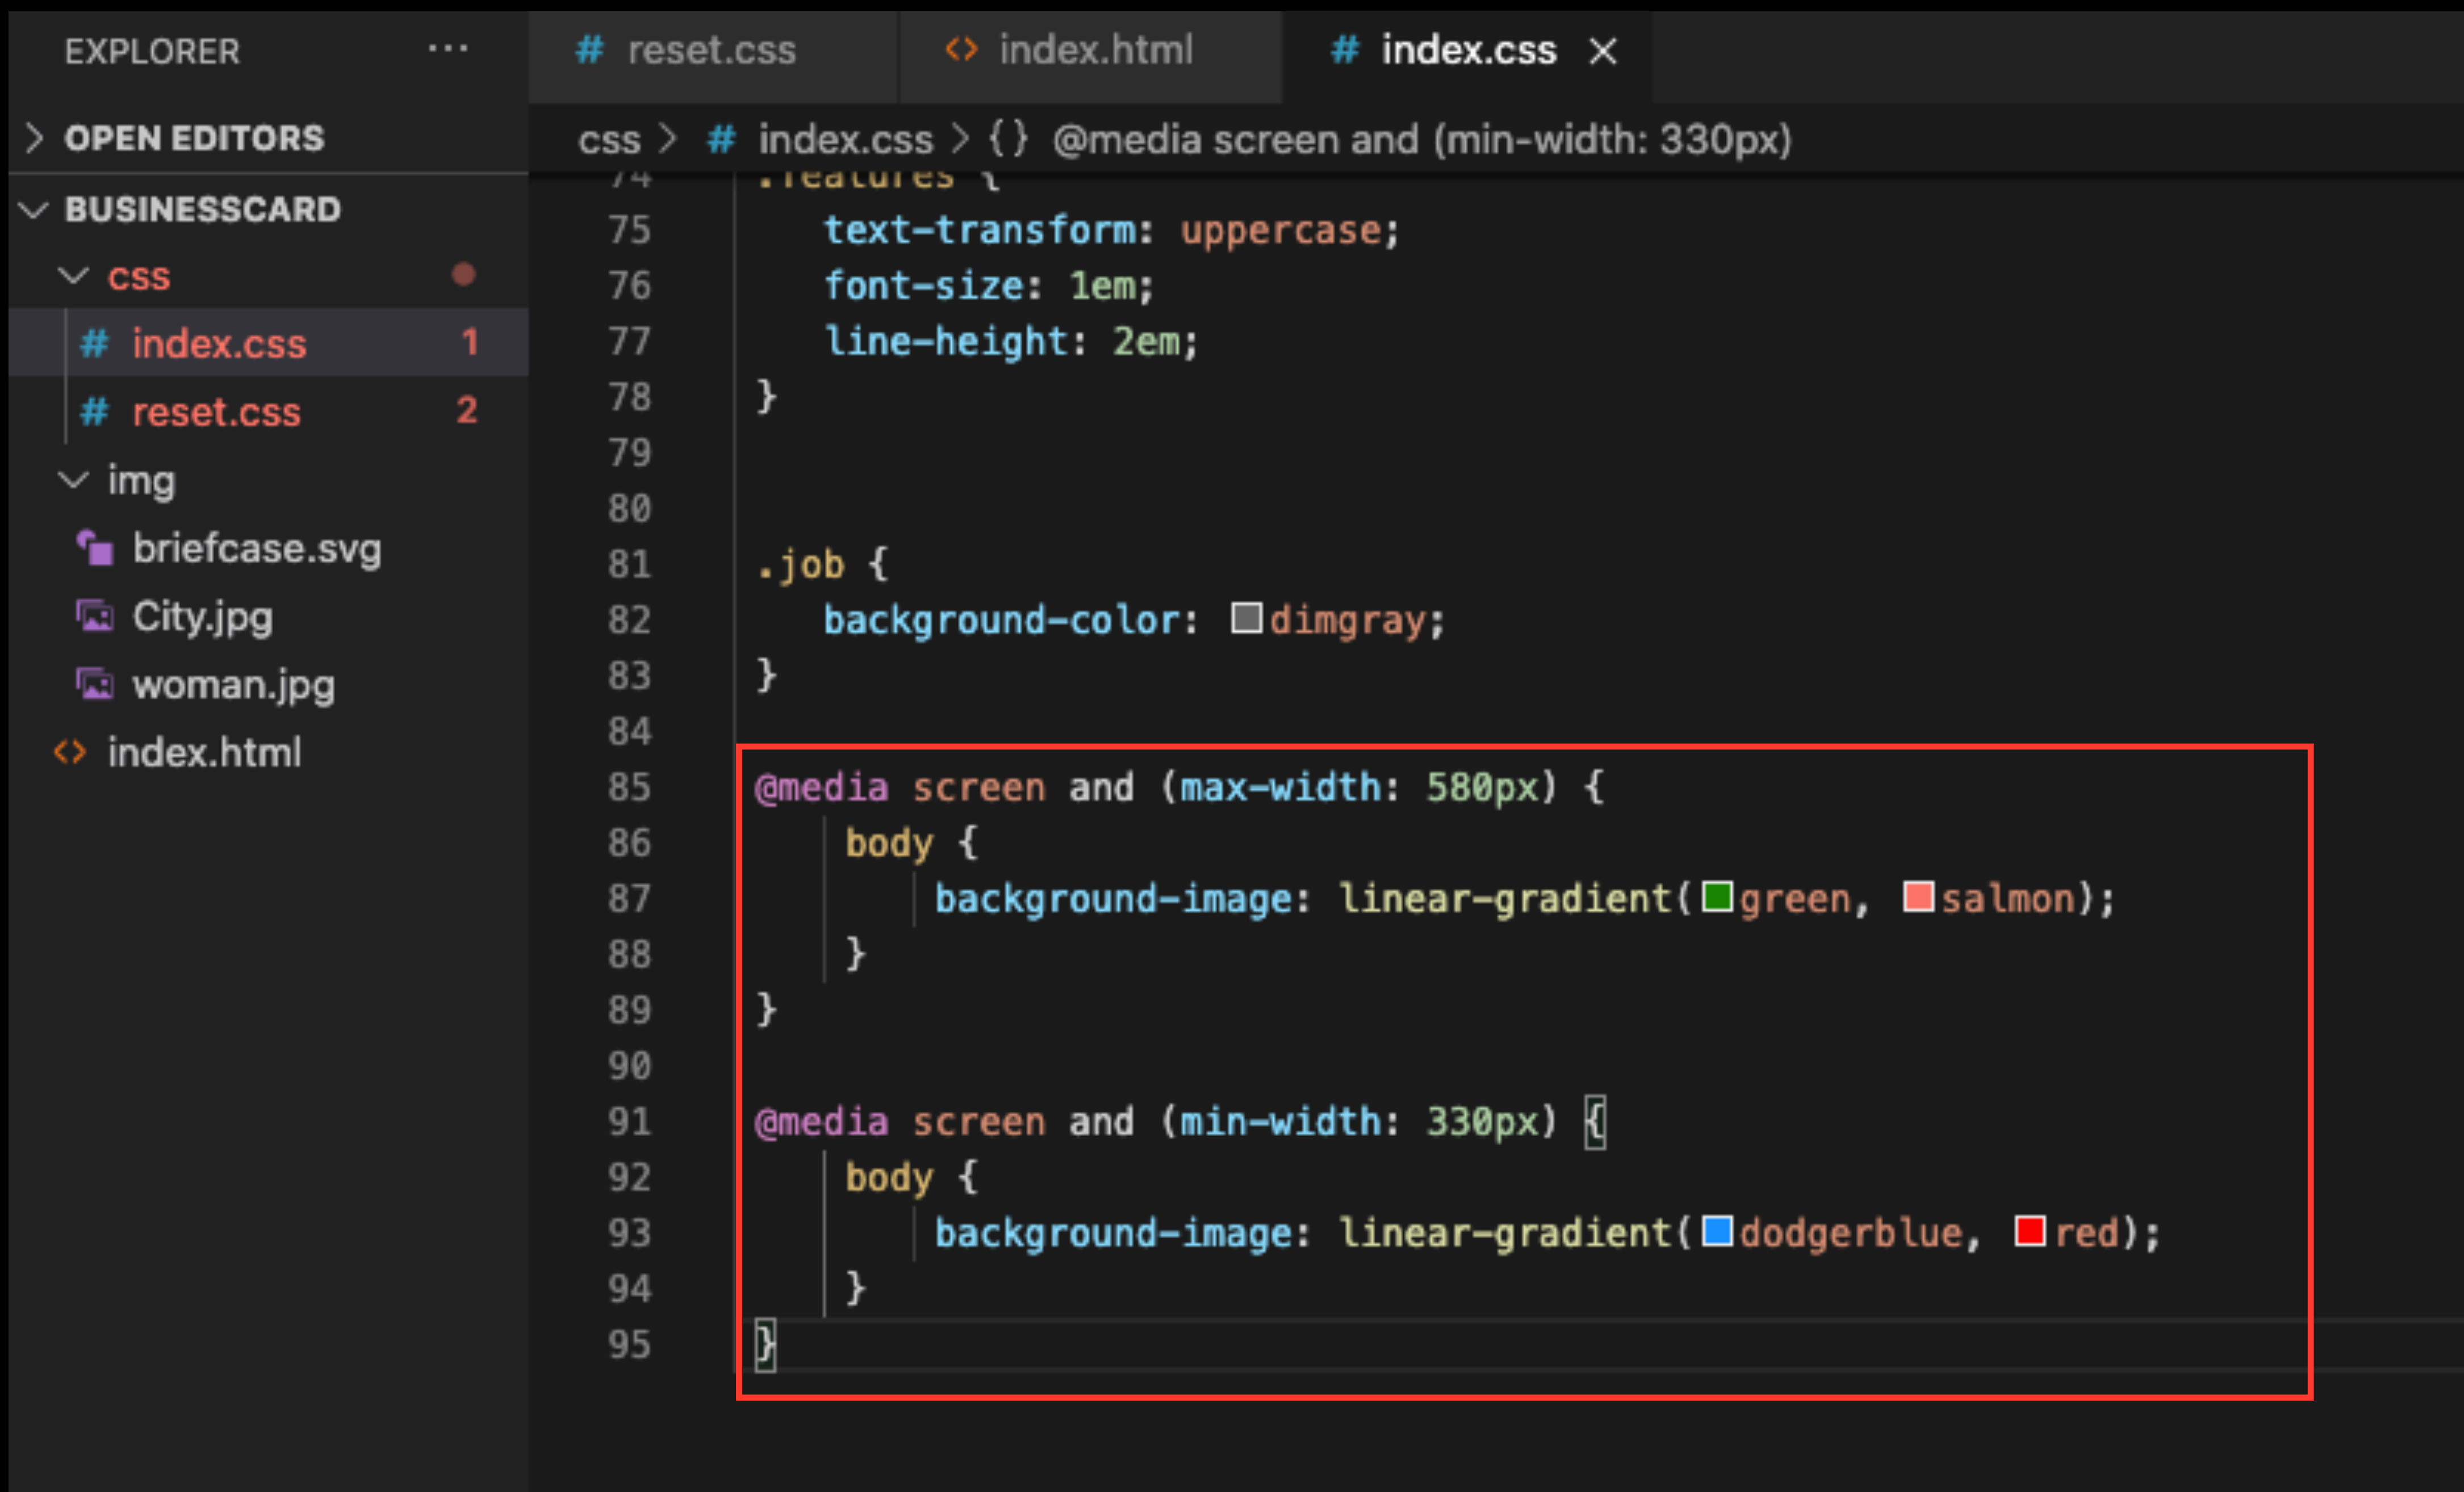 EXPLORER ...
OPEN EDITORS
BUSINESSCARD
css
# index.css 1
# reset.css 2
img
briefcase.svg
City.jpg
woman.jpg
<> index.html
# reset.css <> index.html # index.css ×
css > # index.css > {} @media screen and (min-width: 330px)
74 .features {
75 text-transform: uppercase;
76 font-size: 1em;
77 line-height: 2em;
78 }
79
80
81 .job {
82 background-color: dimgray;
83 }
84
85 @media screen and (max-width: 580px) {
86 body {
87 background-image: linear-gradient(green, salmon);
88 }
89 }
90
91 @media screen and (min-width: 330px) {
92 body {
93 background-image: linear-gradient(dodgerblue, red);
94 }
95 }